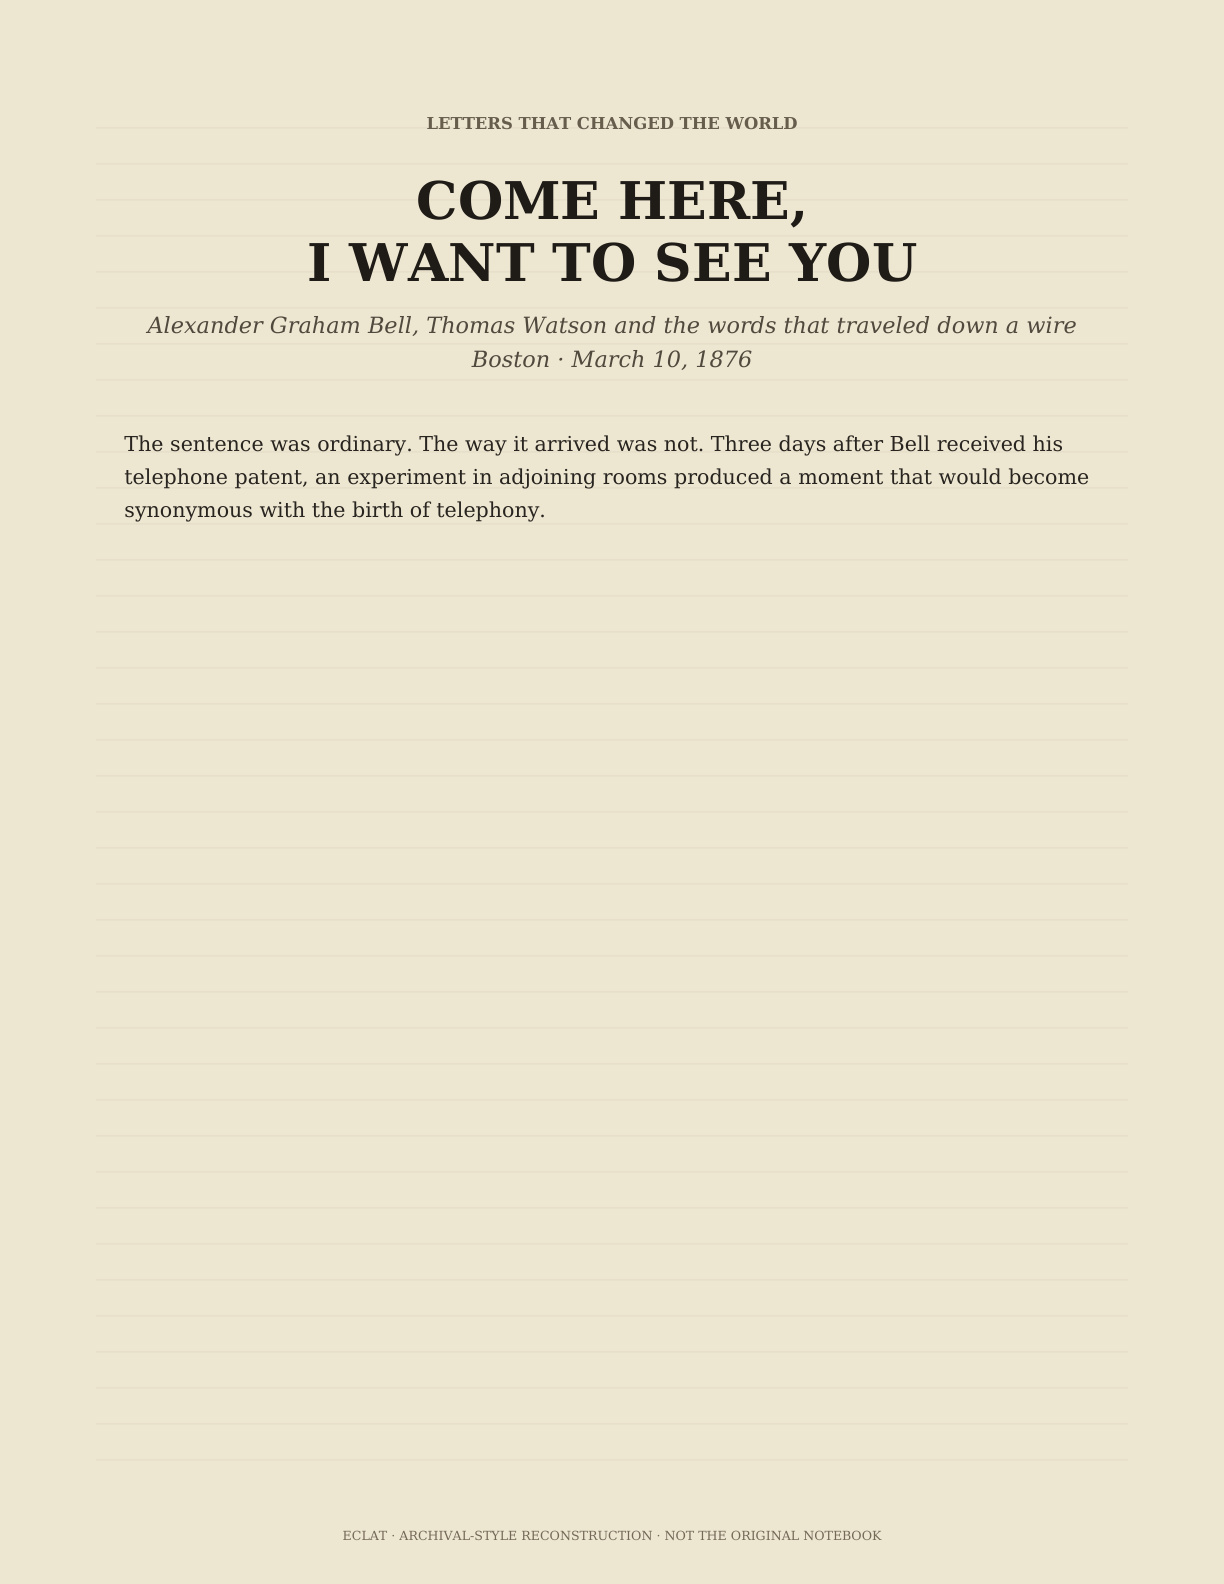 LETTERS THAT CHANGED THE WORLD
COME HERE,
I WANT TO SEE YOU
Alexander Graham Bell, Thomas Watson and the words that traveled down a wire
Boston · March 10, 1876
The sentence was ordinary. The way it arrived was not. Three days after Bell received his
telephone patent, an experiment in adjoining rooms produced a moment that would become
synonymous with the birth of telephony.
ECLAT · ARCHIVAL-STYLE RECONSTRUCTION · NOT THE ORIGINAL NOTEBOOK